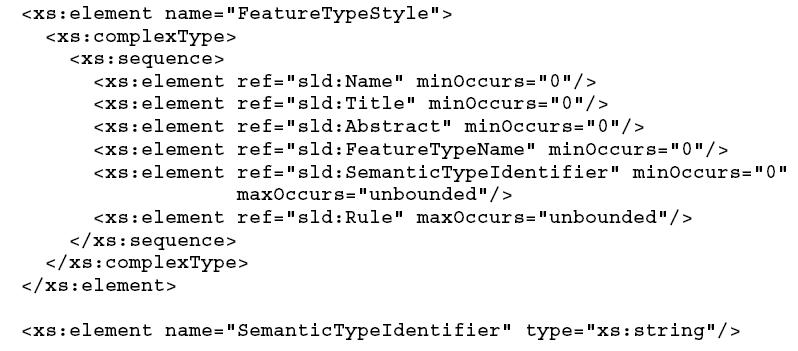 <xs:element name="FeatureTypeStyle">
  <xs:complexType>
    <xs:sequence>
      <xs:element ref="sld:Name" minOccurs="0"/>
      <xs:element ref="sld:Title" minOccurs="0"/>
      <xs:element ref="sld:Abstract" minOccurs="0"/>
      <xs:element ref="sld:FeatureTypeName" minOccurs="0"/>
      <xs:element ref="sld:SemanticTypeIdentifier" minOccurs="0"
                  maxOccurs="unbounded"/>
      <xs:element ref="sld:Rule" maxOccurs="unbounded"/>
    </xs:sequence>
  </xs:complexType>
</xs:element>

<xs:element name="SemanticTypeIdentifier" type="xs:string"/>